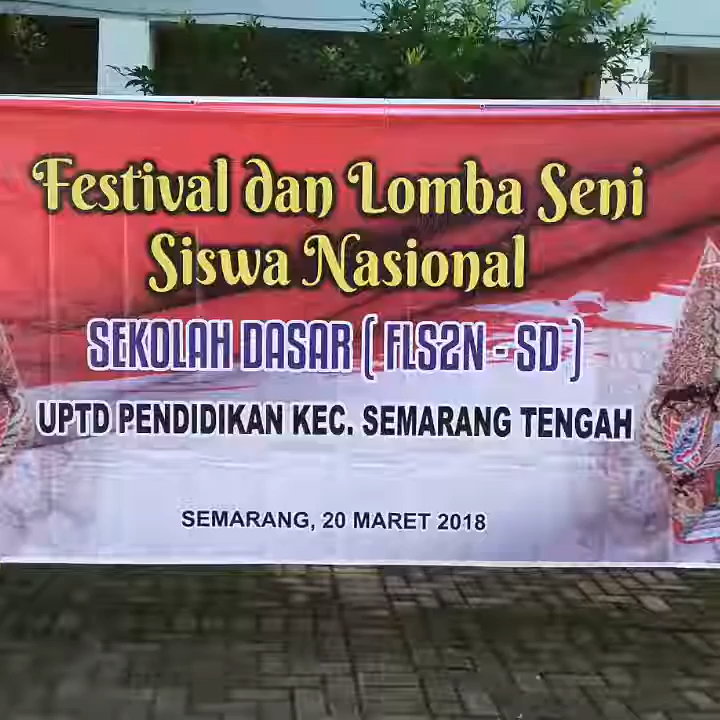 Festival dan Lomba Seni
Siswa Nasional
SEKOLAH DASAR ( FLS2N - SD )
UPTD PENDIDIKAN KEC. SEMARANG TENGAH
SEMARANG, 20 MARET 2018